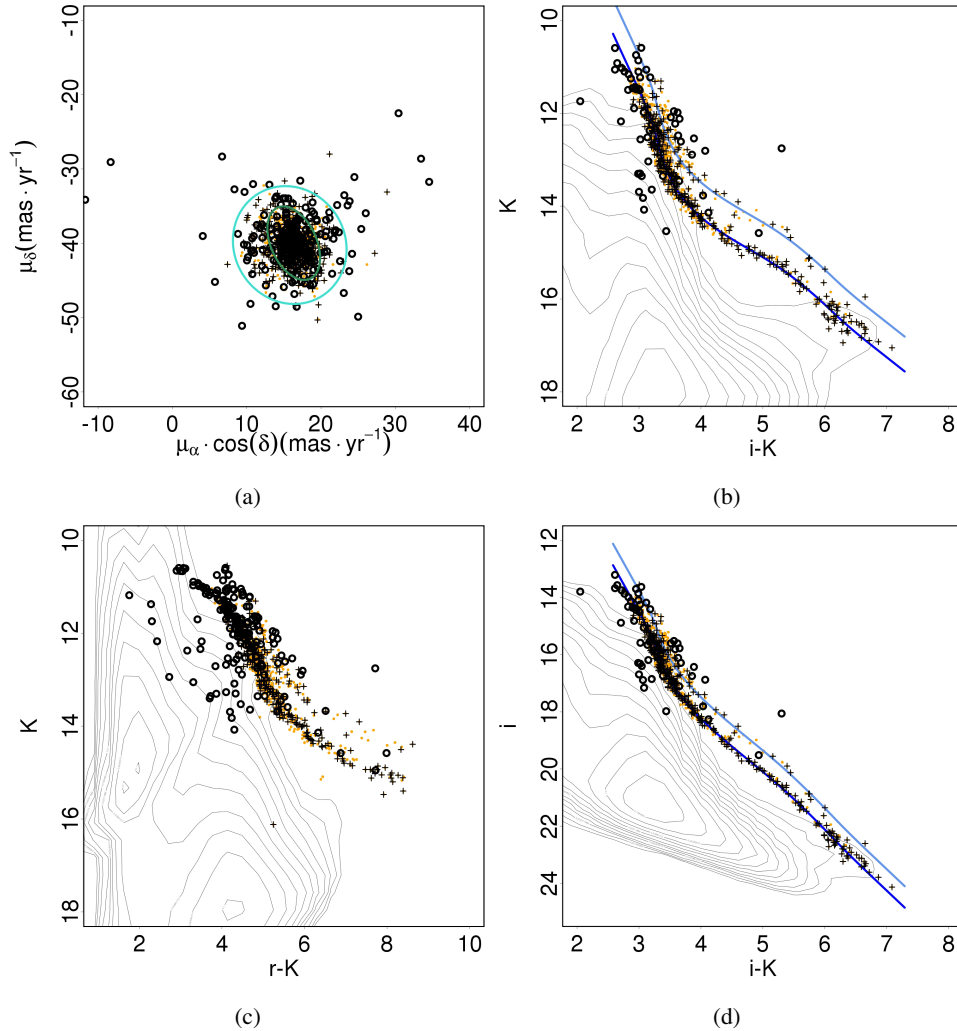 -10
-20
-30
-40
-50
-60
μδ(mas · yr⁻¹)
-10 0 10 20 30 40
μα · cos(δ)(mas · yr⁻¹)
(a)
10
12
14
16
18
K
2 3 4 5 6 7 8
i-K
(b)
10
12
14
16
18
K
2 4 6 8 10
r-K
(c)
12
14
16
18
20
22
24
i
2 3 4 5 6 7 8
i-K
(d)